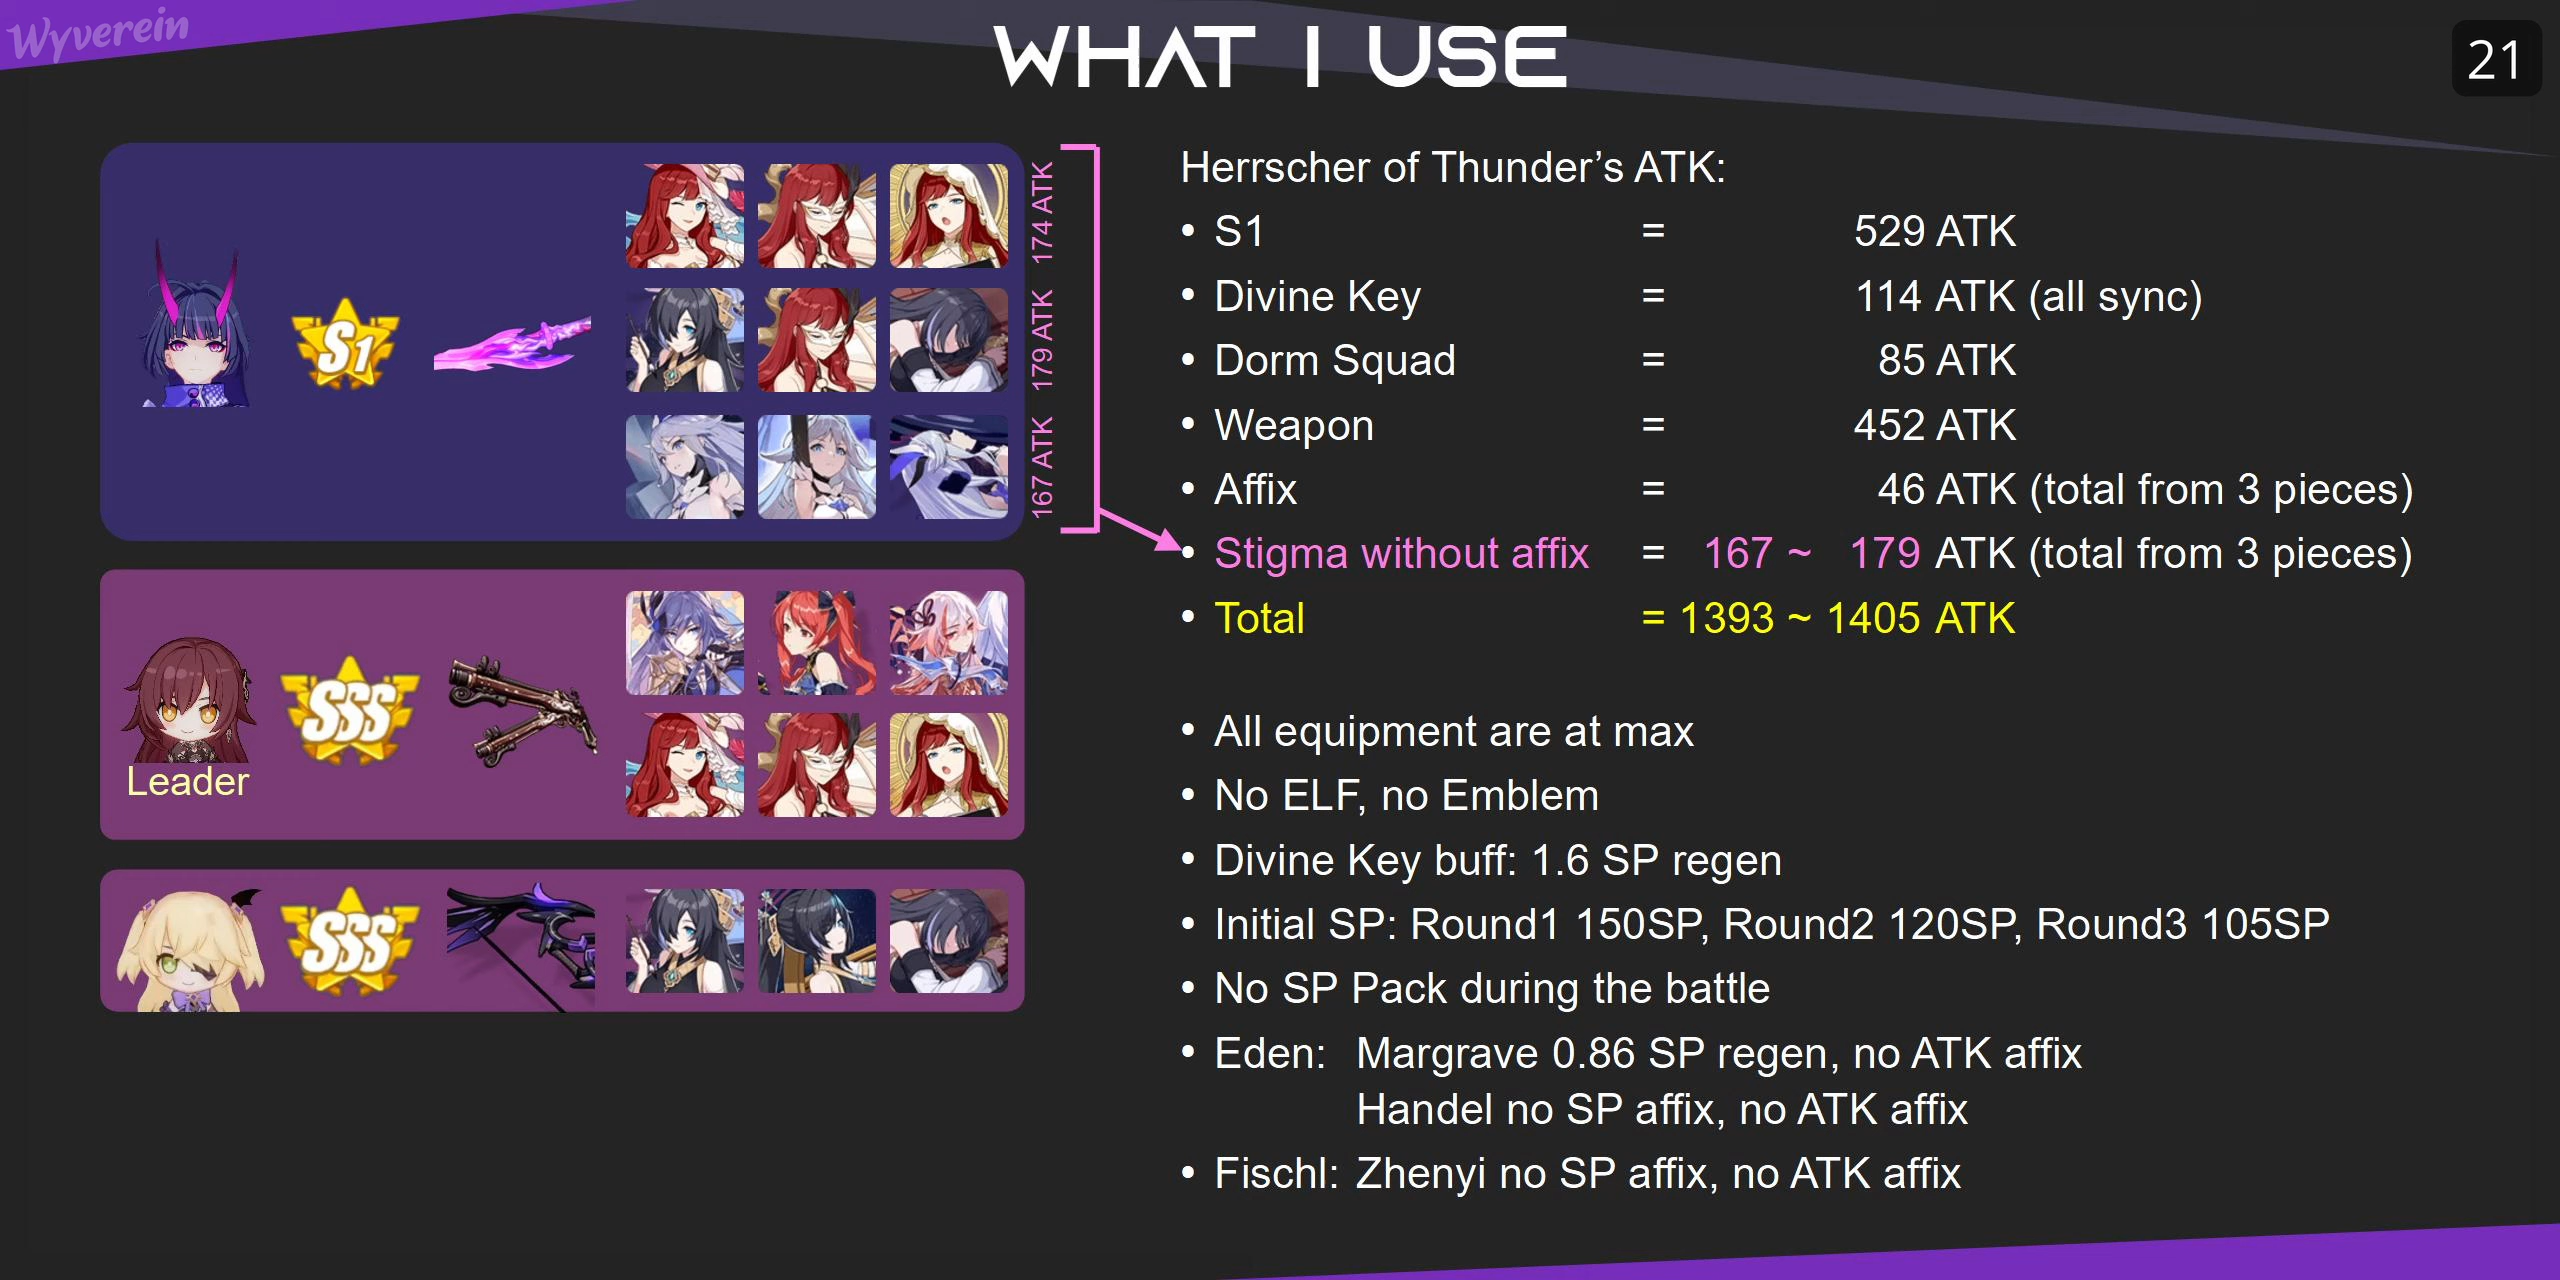 Wyverein
WHAT I USE
21
174 ATK
179 ATK
167 ATK
S1
SSS
Leader
SSS
Herrscher of Thunder’s ATK:
• S1 = 529 ATK
• Divine Key = 114 ATK (all sync)
• Dorm Squad = 85 ATK
• Weapon = 452 ATK
• Affix = 46 ATK (total from 3 pieces)
• Stigma without affix = 167 ~ 179 ATK (total from 3 pieces)
• Total = 1393 ~ 1405 ATK
• All equipment are at max
• No ELF, no Emblem
• Divine Key buff: 1.6 SP regen
• Initial SP: Round1 150SP, Round2 120SP, Round3 105SP
• No SP Pack during the battle
• Eden: Margrave 0.86 SP regen, no ATK affix
Handel no SP affix, no ATK affix
• Fischl: Zhenyi no SP affix, no ATK affix